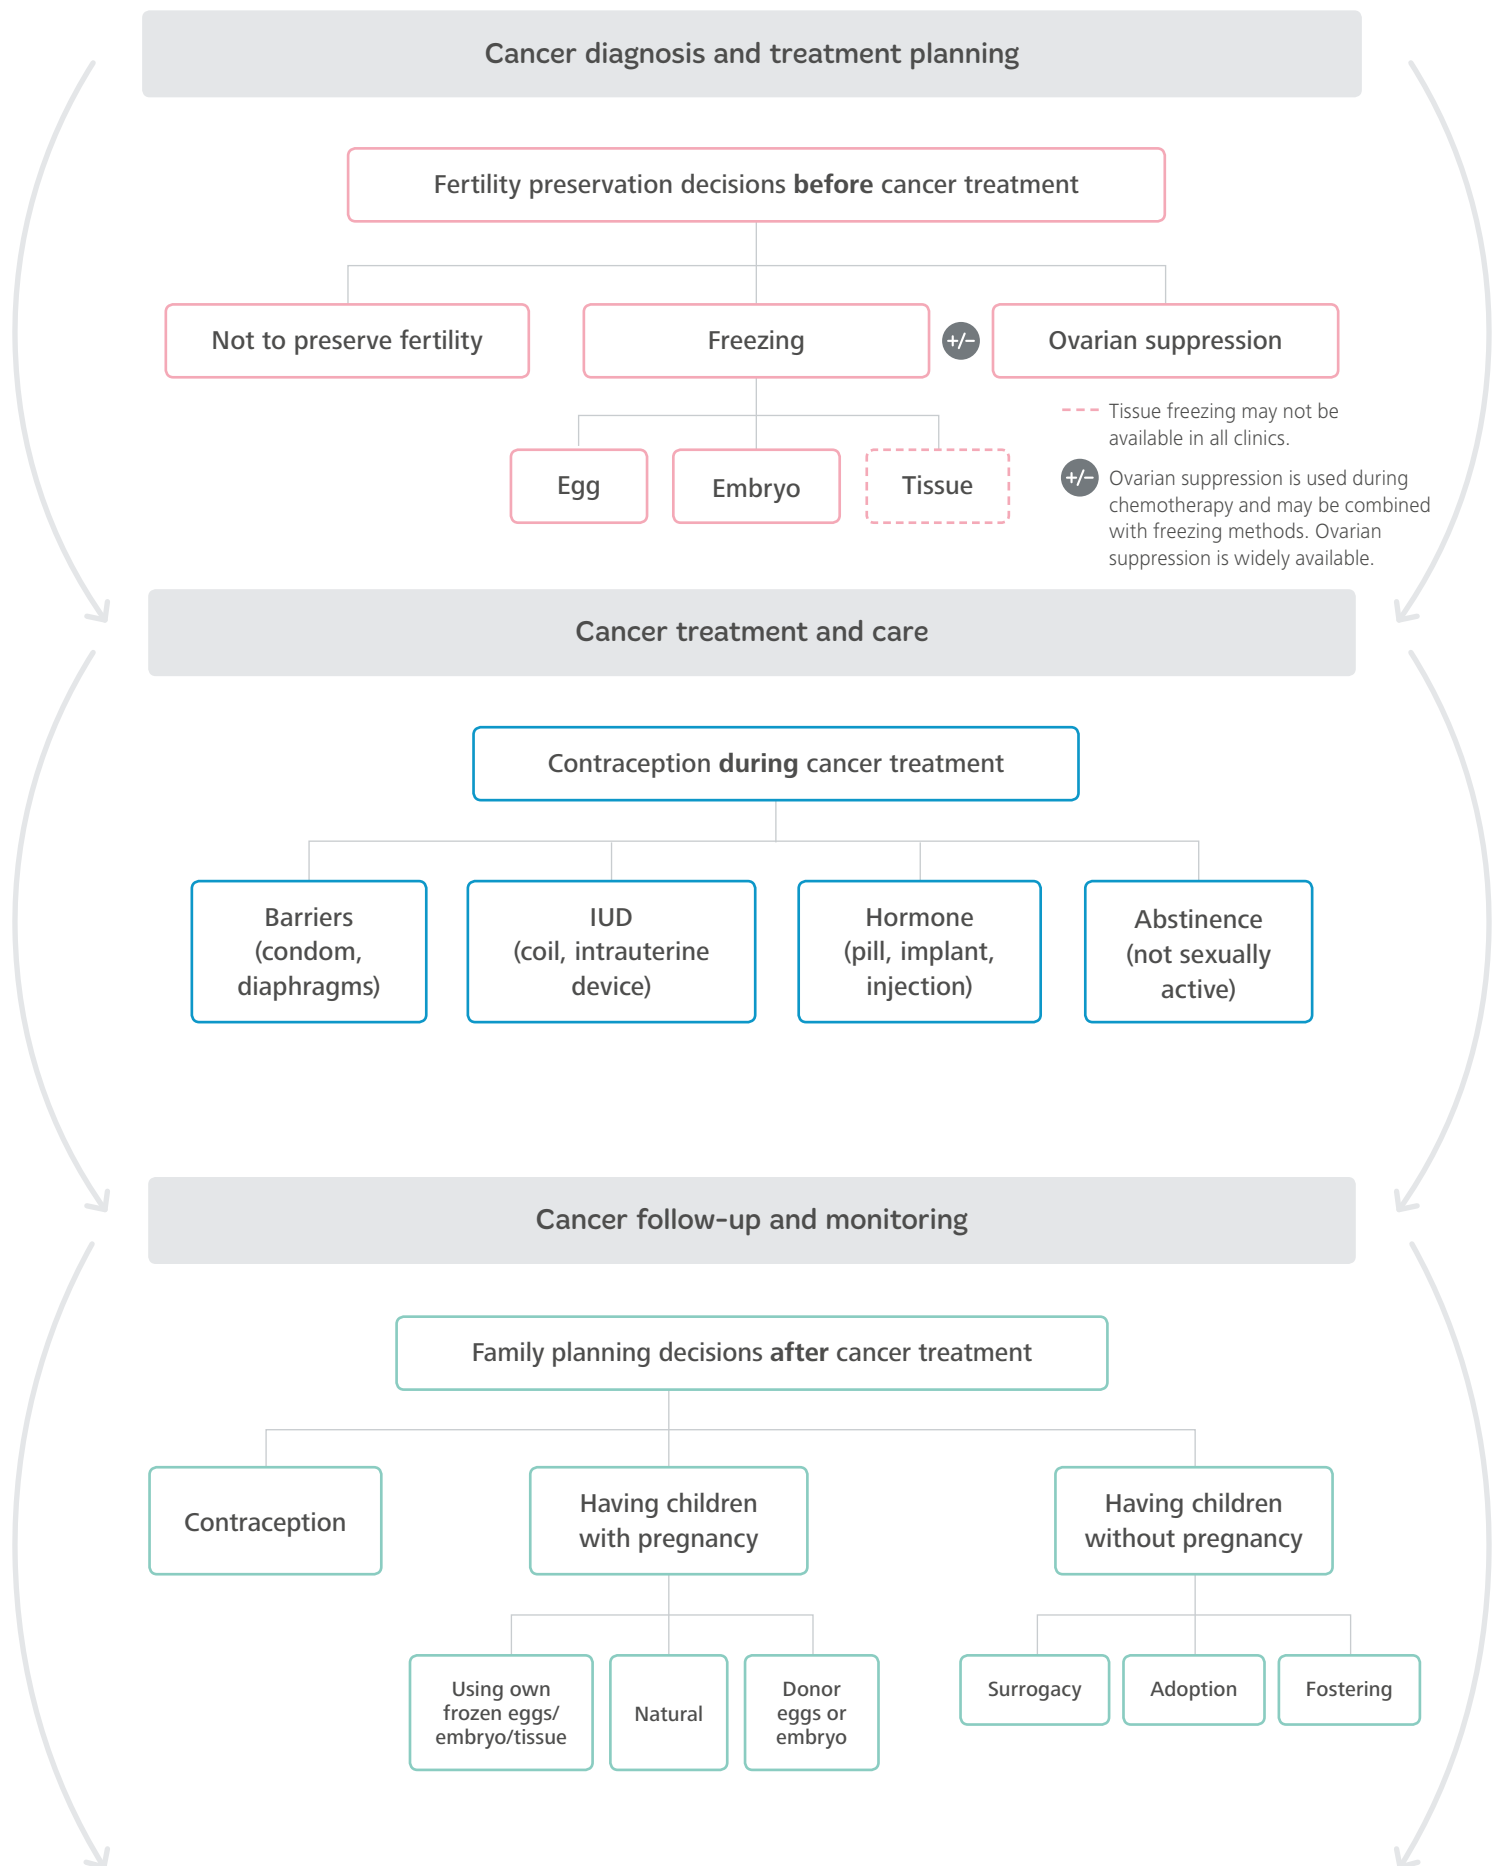 Cancer diagnosis and treatment planning
Fertility preservation decisions before cancer treatment
Not to preserve fertility
Freezing
+/−
Ovarian suppression
Egg
Embryo
Tissue
Tissue freezing may not be
available in all clinics.
+/−
Ovarian suppression is used during
chemotherapy and may be combined
with freezing methods. Ovarian
suppression is widely available.
Cancer treatment and care
Contraception during cancer treatment
Barriers
(condom,
diaphragms)
IUD
(coil, intrauterine
device)
Hormone
(pill, implant,
injection)
Abstinence
(not sexually
active)
Cancer follow-up and monitoring
Family planning decisions after cancer treatment
Contraception
Having children
with pregnancy
Having children
without pregnancy
Using own
frozen eggs/
embryo/tissue
Natural
Donor
eggs or
embryo
Surrogacy
Adoption
Fostering